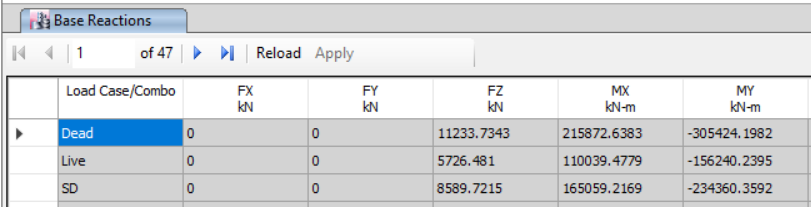 Base Reactions
1 of 47 Reload Apply
Load Case/Combo FX kN FY kN FZ kN MX kN-m MY kN-m
Dead 0 0 11233.7343 215872.6383 -305424.1982
Live 0 0 5726.481 110039.4779 -156240.2395
SD 0 0 8589.7215 165059.2169 -234360.3592